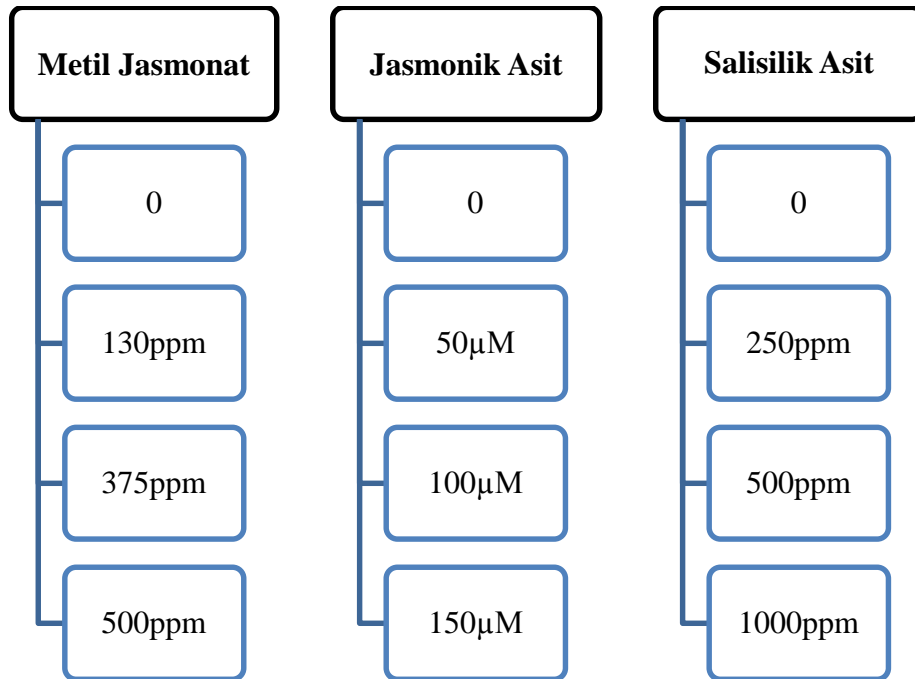 Metil Jasmonat
0
130ppm
375ppm
500ppm
Jasmonik Asit
0
50µM
100µM
150µM
Salisilik Asit
0
250ppm
500ppm
1000ppm